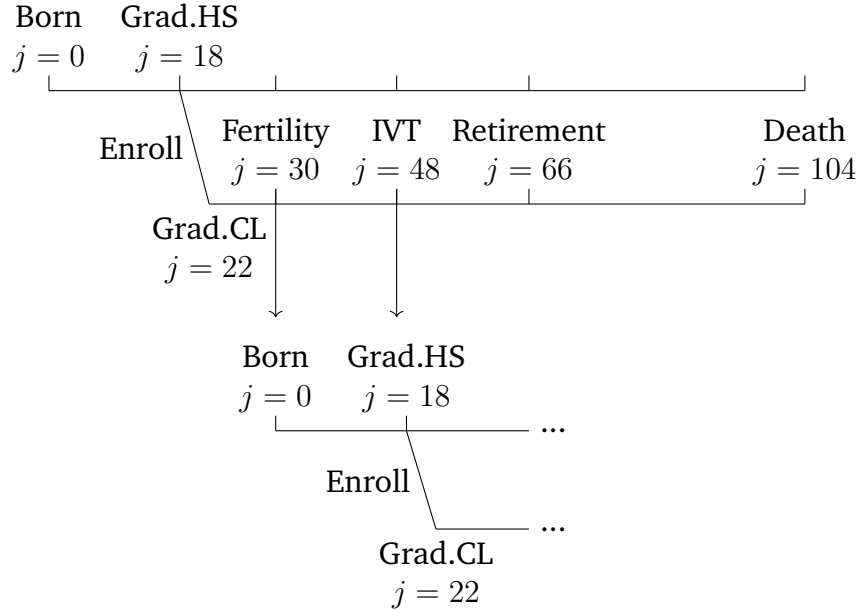 Born Grad.HS
j = 0 j = 18
Fertility IVT Retirement Death
Enroll
j = 30 j = 48 j = 66 j = 104
Grad.CL
j = 22
Born Grad.HS
j = 0 j = 18
...
Enroll
...
Grad.CL
j = 22